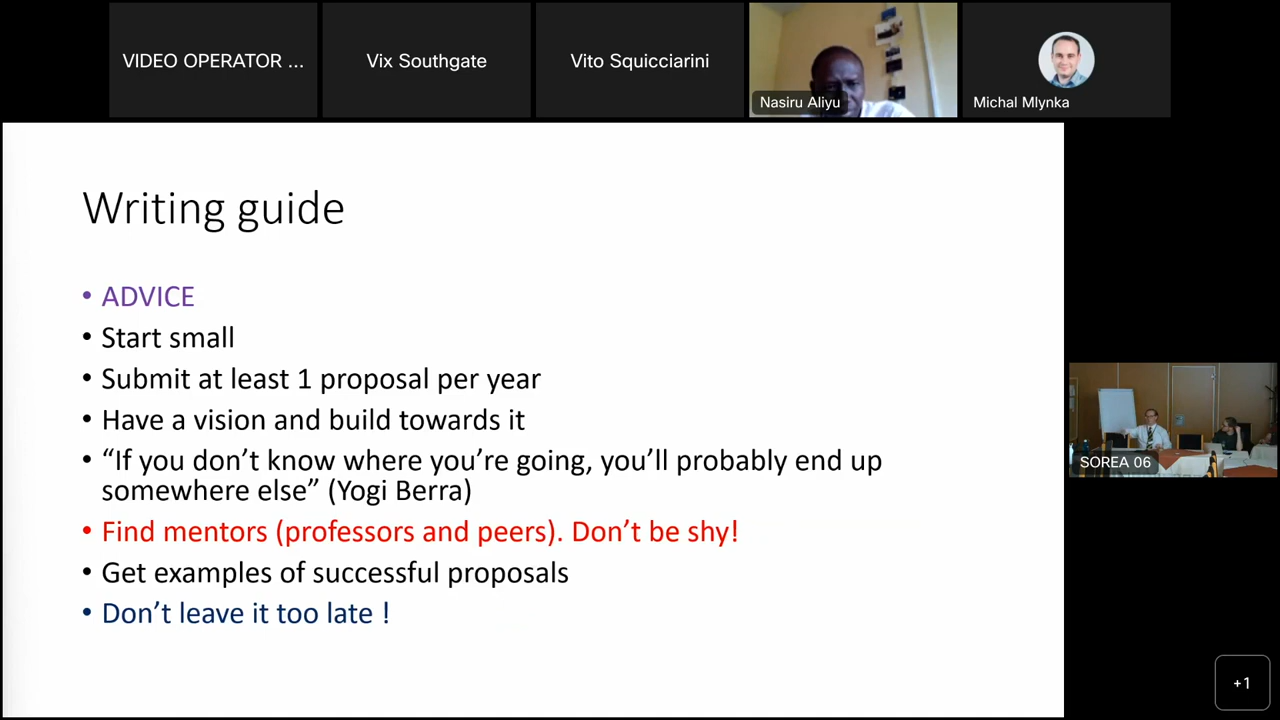 VIDEO OPERATOR ...
Vix Southgate
Vito Squicciarini
Nasiru Aliyu
Michal Mlynka
Writing guide
• ADVICE
• Start small
• Submit at least 1 proposal per year
• Have a vision and build towards it
• “If you don’t know where you’re going, you’ll probably end up
somewhere else” (Yogi Berra)
• Find mentors (professors and peers). Don’t be shy!
• Get examples of successful proposals
• Don’t leave it too late !
SOREA 06
+1